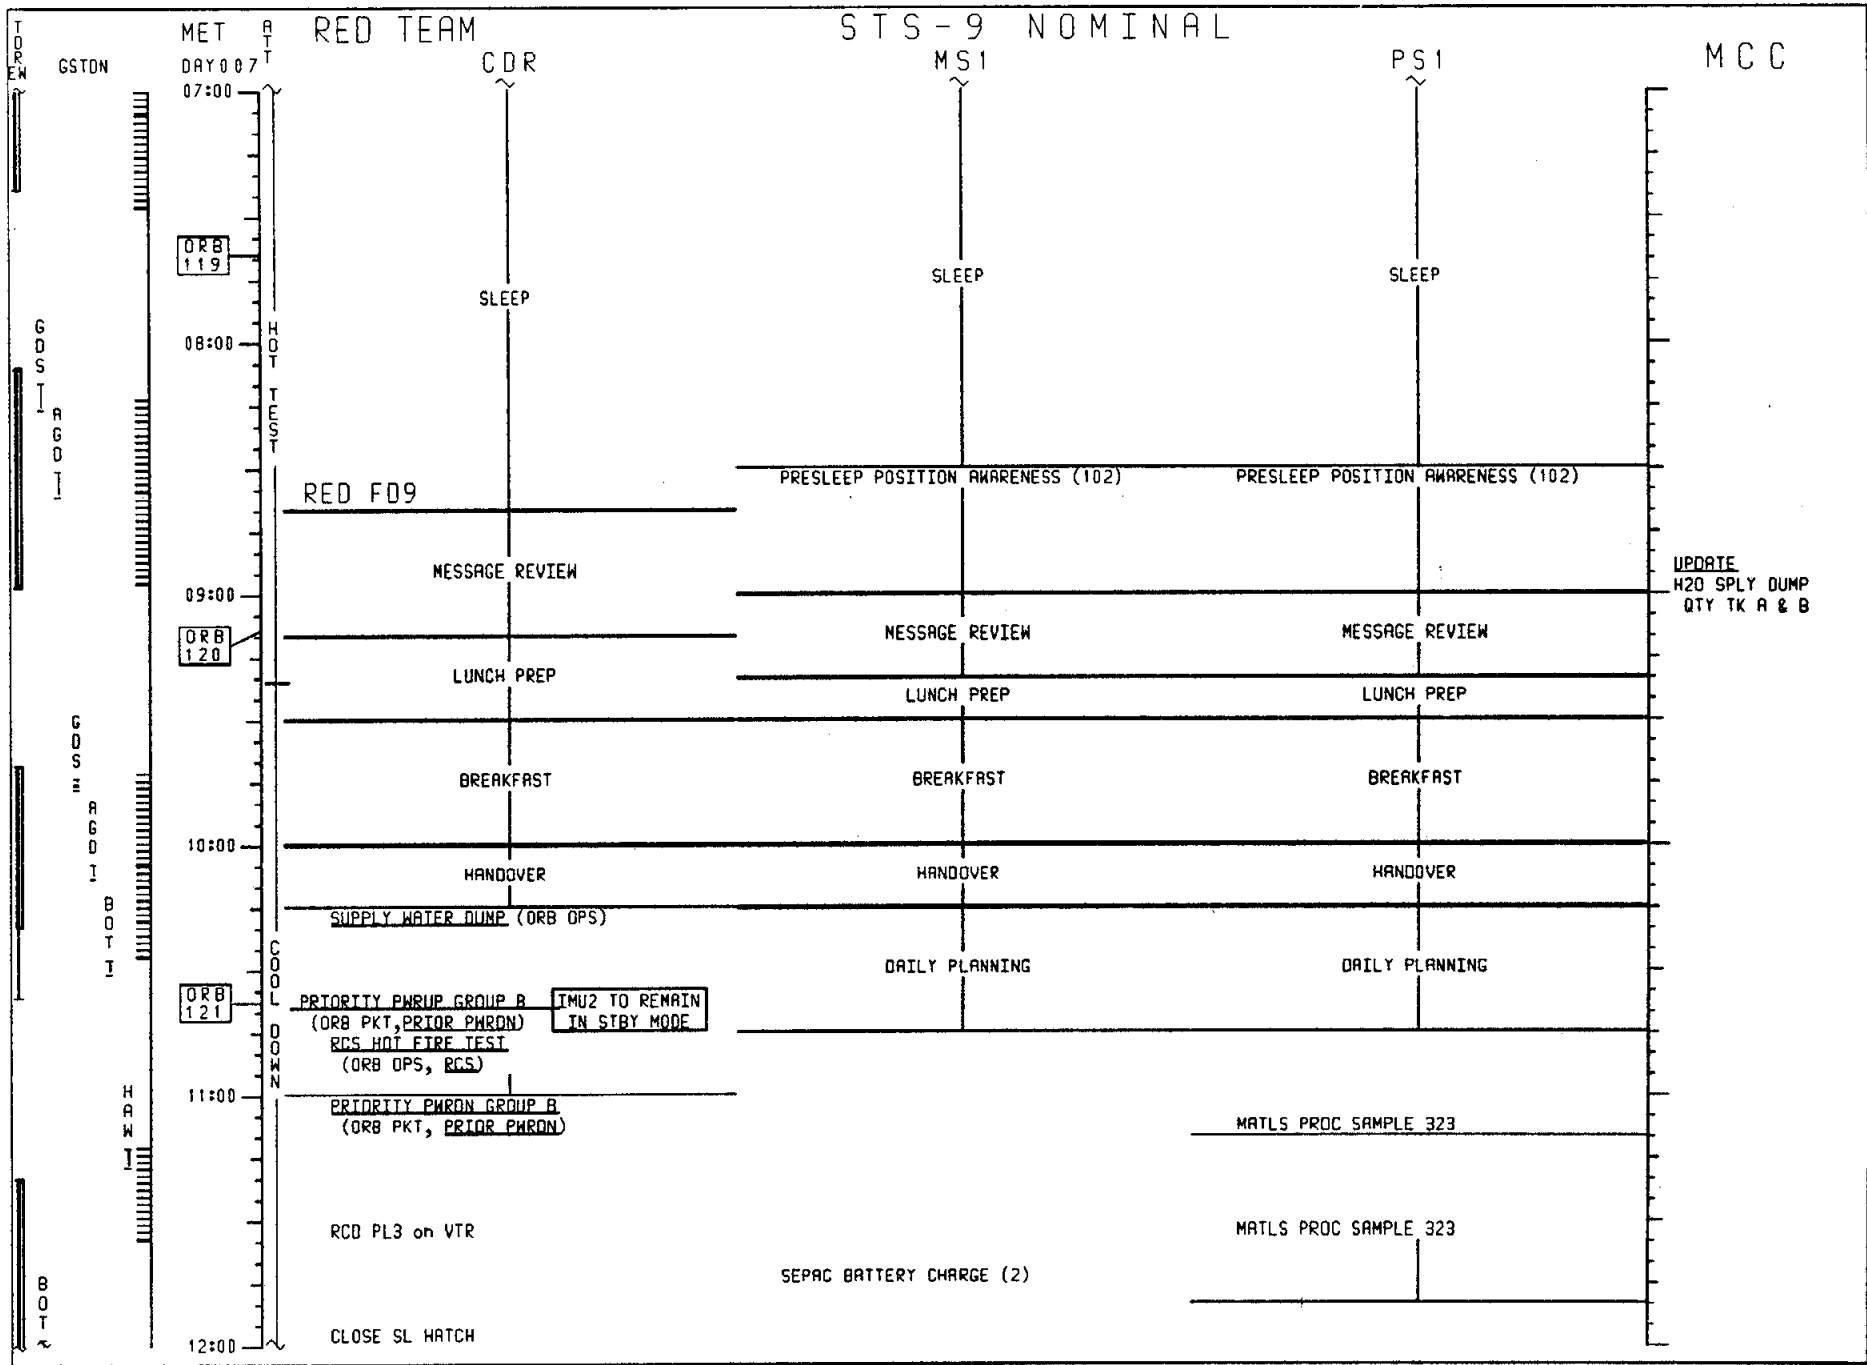 STS-9 NOMINAL
RED TEAM
TDRE W
GSTDN
MET
DAY007
ATT
CDR
MS1
PS1
MCC
07:00
ORB
119
SLEEP
SLEEP
SLEEP
GDS I
AGO I
08:00
HOT TEST
PRESLEEP POSITION AWARENESS (102)
PRESLEEP POSITION AWARENESS (102)
RED FD9
MESSAGE REVIEW
UPDATE
H2O SPLY DUMP
QTY TK A & B
09:00
ORB
120
MESSAGE REVIEW
MESSAGE REVIEW
LUNCH PREP
LUNCH PREP
LUNCH PREP
GDS
AGO I
BOT I
BREAKFAST
BREAKFAST
BREAKFAST
10:00
HANDOVER
HANDOVER
HANDOVER
SUPPLY WATER DUMP (ORB OPS)
COOL DOWN
DAILY PLANNING
DAILY PLANNING
ORB
121
PRIORITY PWRUP GROUP B
(ORB PKT,PRIOR PWRDN)
IMU2 TO REMAIN
IN STBY MODE
RCS HOT FIRE TEST
(ORB OPS, RCS)
HAW I
11:00
PRIORITY PWRDN GROUP B
(ORB PKT, PRIOR PWRDN)
MATLS PROC SAMPLE 323
RCD PL3 on VTR
MATLS PROC SAMPLE 323
SEPAC BATTERY CHARGE (2)
BOT
CLOSE SL HATCH
12:00